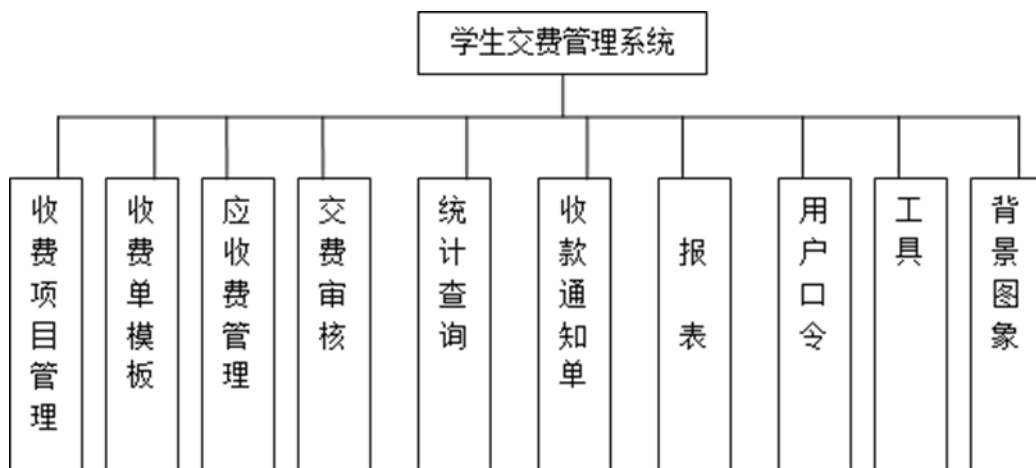 学生交费管理系统
收费项目管理
收费单模板
应收费管理
交费审核
统计查询
收款通知单
报表
用户口令
工具
背景图象